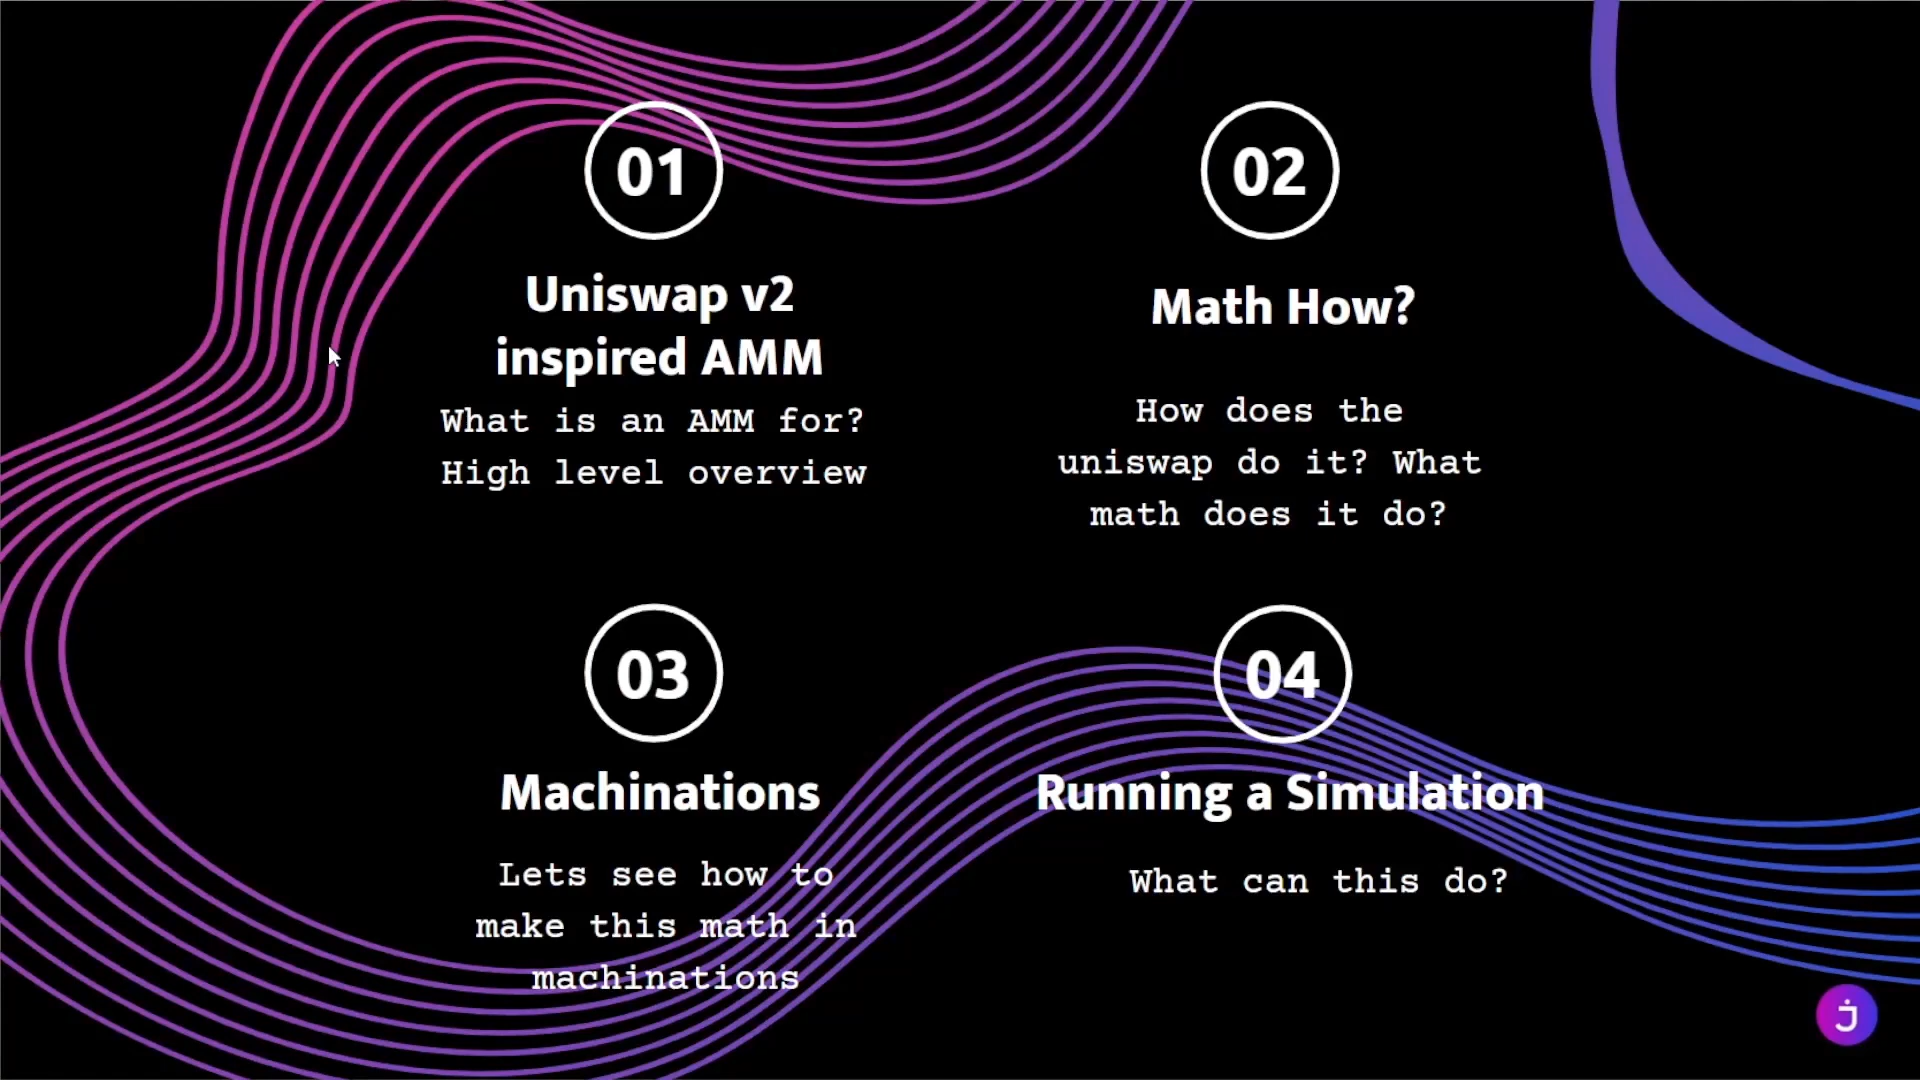 01
Uniswap v2
inspired AMM
What is an AMM for?
High level overview
02
Math How?
How does the
uniswap do it? What
math does it do?
03
Machinations
Lets see how to
make this math in
machinations
04
Running a Simulation
What can this do?
J